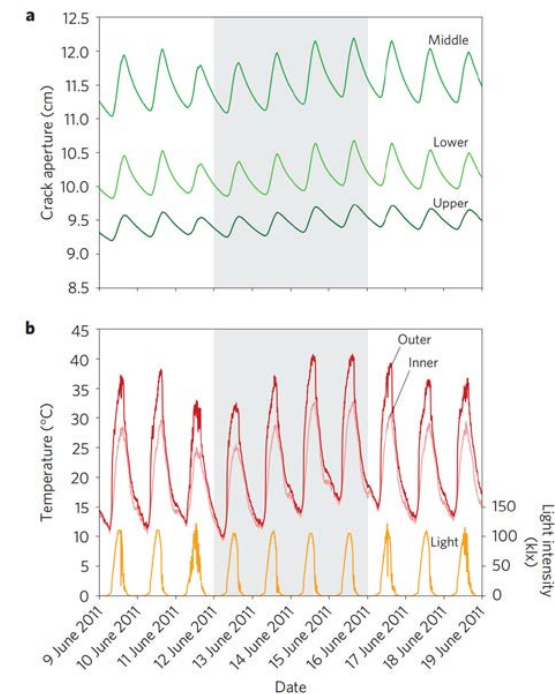 a
12.5
12.0
11.5
11.0
10.5
10.0
9.5
9.0
8.5
Crack aperture (cm)
Middle
Lower
Upper
b
45
40
35
30
25
20
15
10
5
0
Temperature (°C)
Outer
Inner
Light
150
100
50
0
Light intensity
(klx)
9 June 2011
10 June 2011
11 June 2011
12 June 2011
13 June 2011
14 June 2011
15 June 2011
16 June 2011
17 June 2011
18 June 2011
19 June 2011
Date